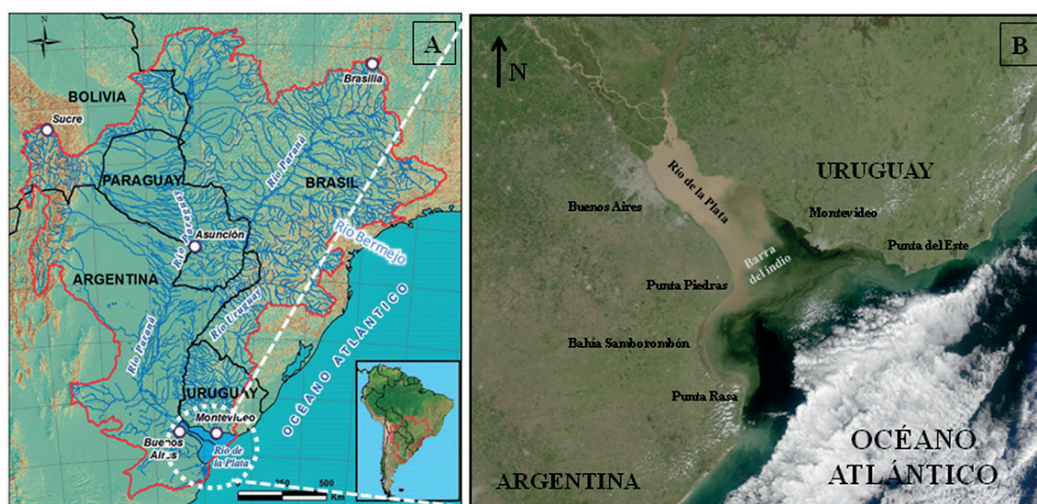 A
BOLIVIA
Sucre
Brasilia
Río Paraná
PARAGUAY
BRASIL
Río Paraguay
Asunción
Río Bermejo
ARGENTINA
Río Uruguay
Río Paraná
OCÉANO ATLÁNTICO
URUGUAY
Montevideo
Buenos
Aires
Río de
la Plata
0 250 500
Km
B
N
Río de la Plata
URUGUAY
Buenos Aires
Montevideo
Punta del Este
Barra
del indio
Punta Piedras
Bahía Samborombón
Punta Rasa
OCÉANO
ATLÁNTICO
ARGENTINA